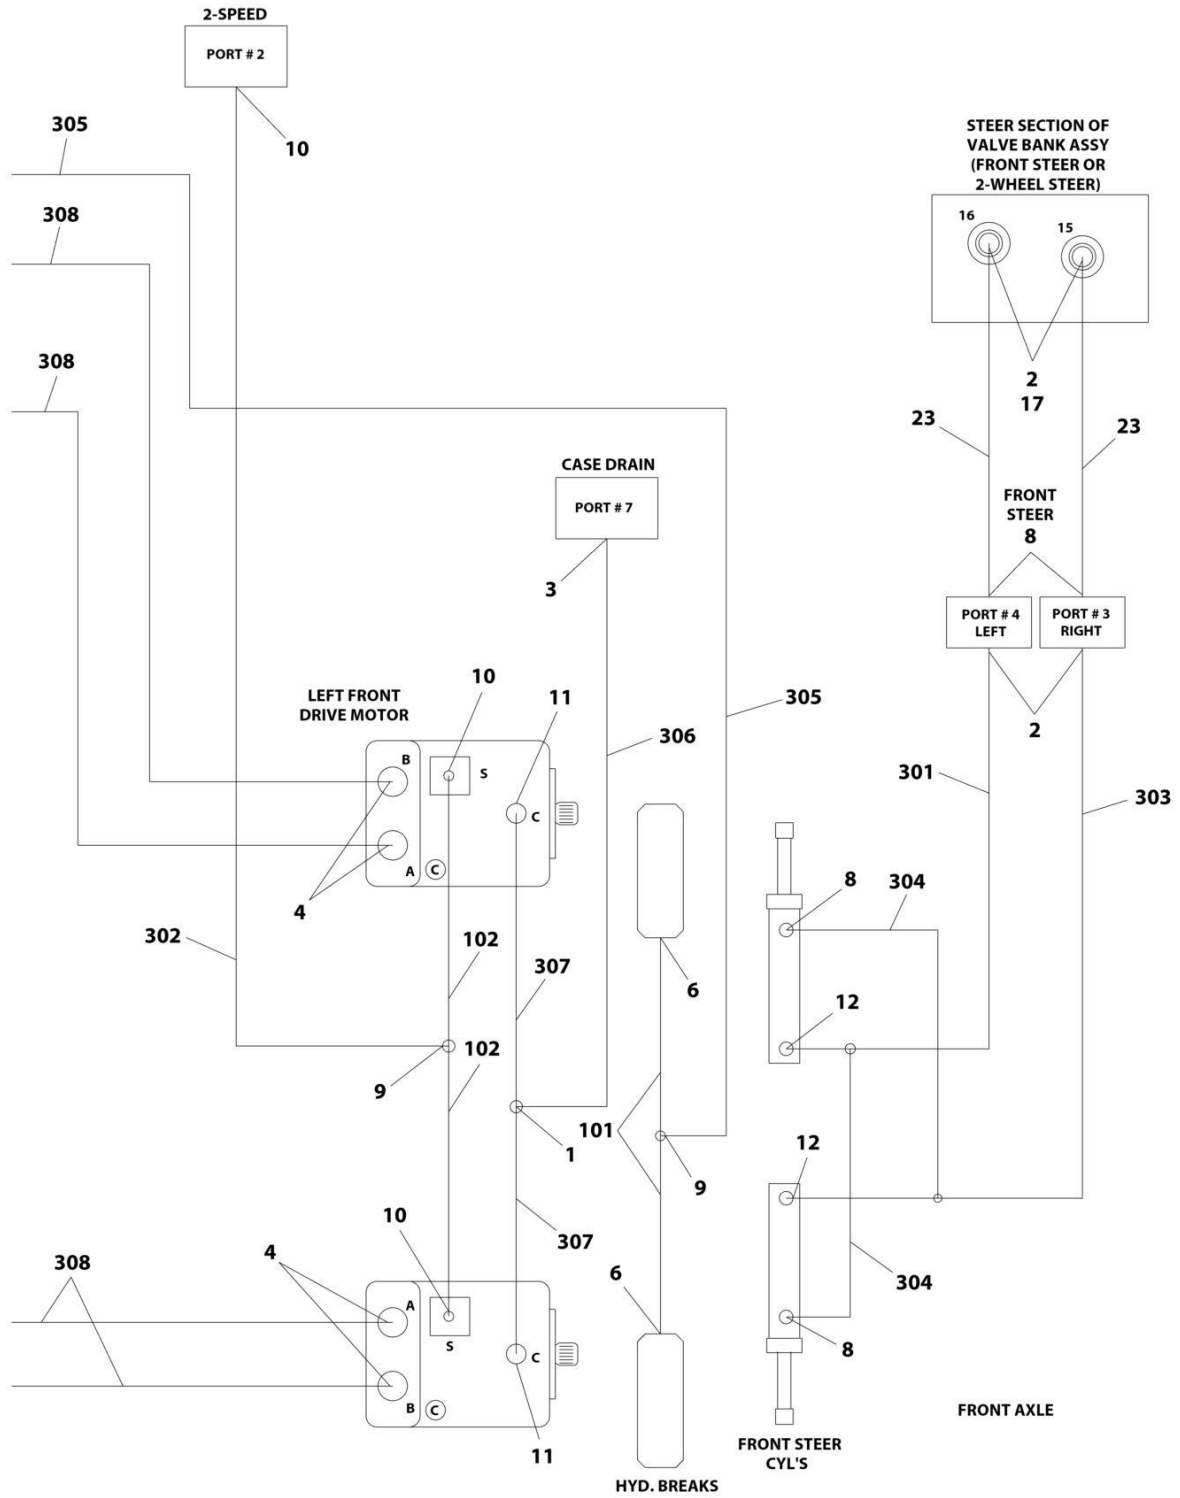 2-SPEED
PORT # 2
10
305
308
308
STEER SECTION OF
VALVE BANK ASSY
(FRONT STEER OR
2-WHEEL STEER)
16
15
2
17
23
23
CASE DRAIN
PORT # 7
3
FRONT
STEER
8
PORT # 4
LEFT
PORT # 3
RIGHT
2
LEFT FRONT
DRIVE MOTOR
10
11
305
306
B
S
C
A
C
4
301
303
302
102
307
6
8
304
12
9
102
1
101
9
12
10
307
304
308
4
6
A
S
C
B
C
8
11
FRONT AXLE
FRONT STEER
CYL'S
HYD. BREAKS